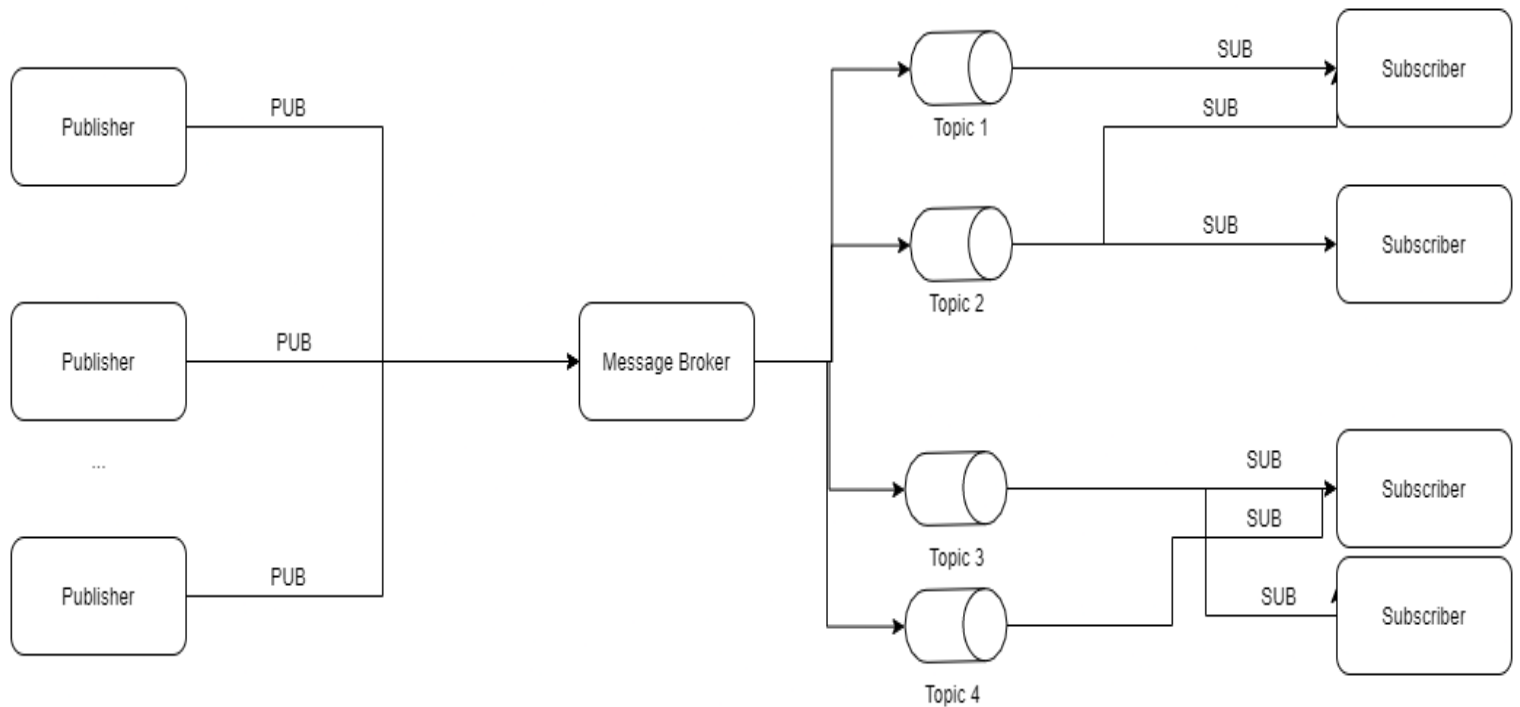 SUB
Subscriber
PUB
SUB
Publisher
Topic 1
SUB
Subscriber
Topic 2
PUB
Publisher
Message Broker
...
SUB
Subscriber
SUB
Topic 3
PUB
Publisher
SUB
Subscriber
Topic 4